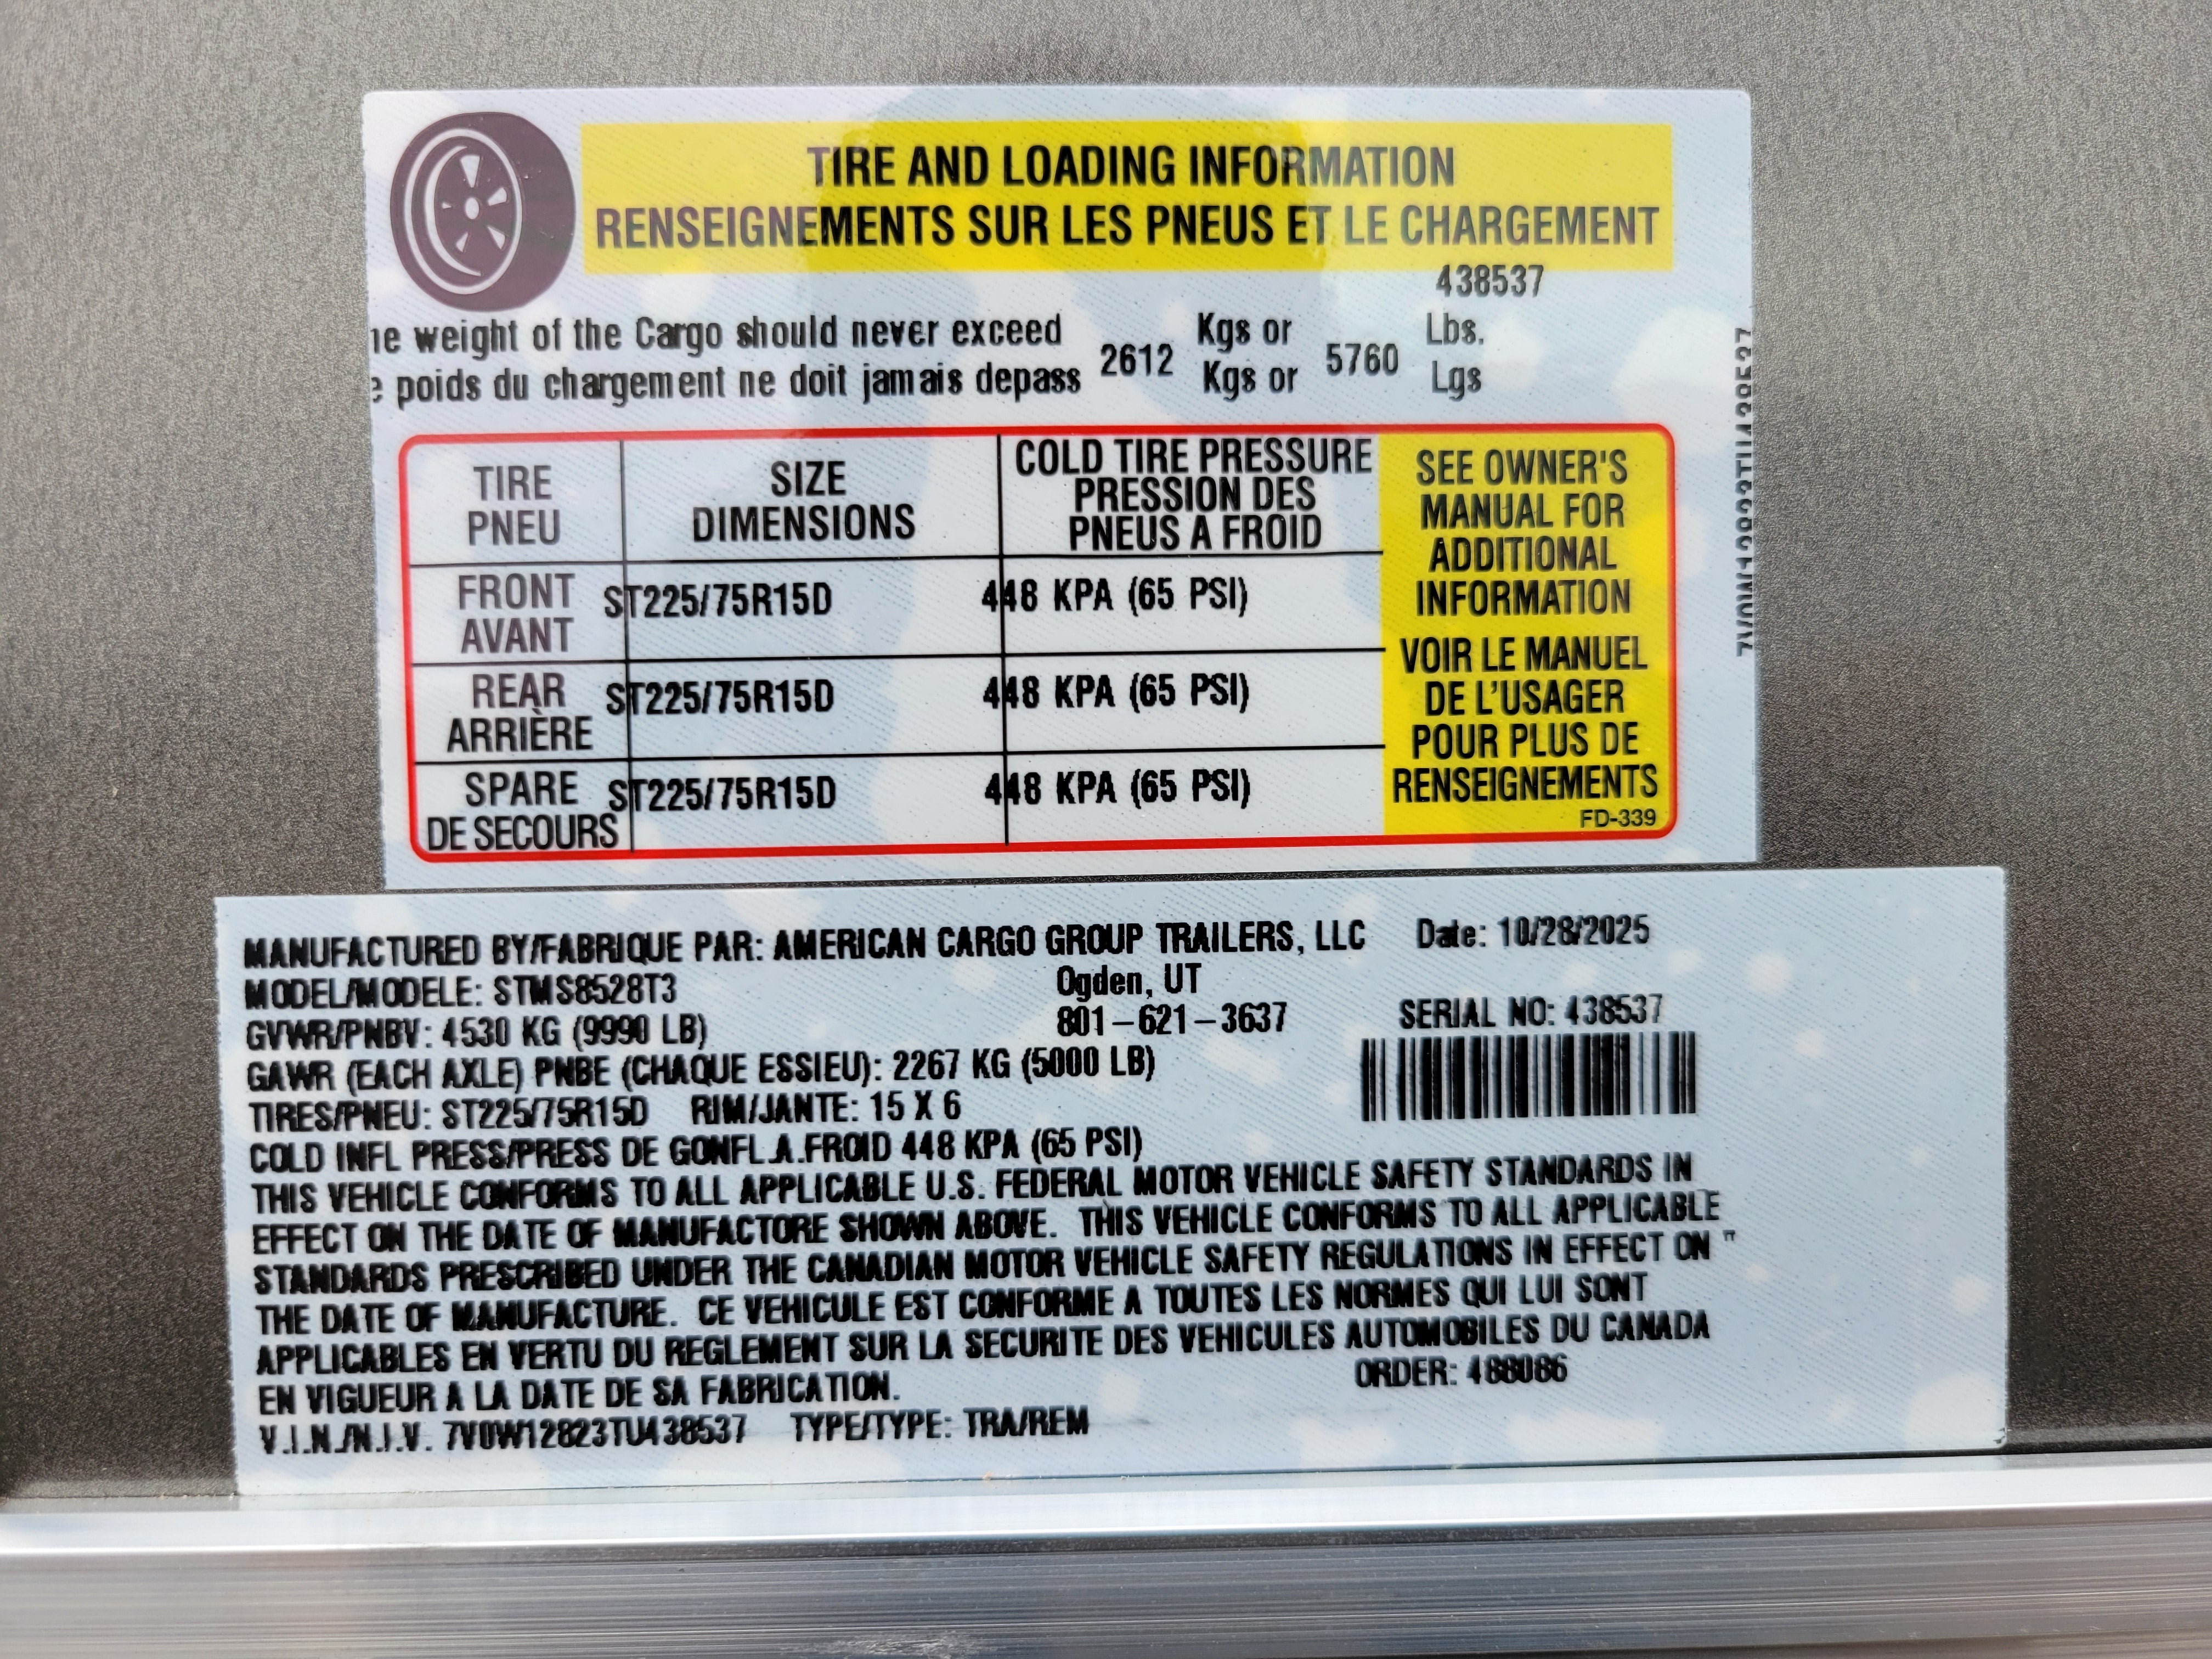 TIRE AND LOADING INFORMATION
RENSEIGNEMENTS SUR LES PNEUS ET LE CHARGEMENT
438537
he weight of the Cargo should never exceed 2612 Kgs or 5760 Lbs.
e poids du chargement ne doit jamais depass Kgs or Lgs
TIRE
PNEU
SIZE
DIMENSIONS
COLD TIRE PRESSURE
PRESSION DES
PNEUS A FROID
FRONT
AVANT
ST225/75R15D
448 KPA (65 PSI)
REAR
ARRIÈRE
ST225/75R15D
448 KPA (65 PSI)
SPARE
DE SECOURS
ST225/75R15D
448 KPA (65 PSI)
SEE OWNER'S
MANUAL FOR
ADDITIONAL
INFORMATION
VOIR LE MANUEL
DE L'USAGER
POUR PLUS DE
RENSEIGNEMENTS
FD-339
7V0W12823TU438537
MANUFACTURED BY/FABRIQUE PAR: AMERICAN CARGO GROUP TRAILERS, LLC Date: 10/28/2025
MODEL/MODELE: STMS8528T3 Ogden, UT
GVWR/PNBV: 4530 KG (9990 LB) 801-621-3637 SERIAL NO: 438537
GAWR (EACH AXLE) PNBE (CHAQUE ESSIEU): 2267 KG (5000 LB)
TIRES/PNEU: ST225/75R15D RIM/JANTE: 15 X 6
COLD INFL PRESS/PRESS DE GONFL.A.FROID 448 KPA (65 PSI)
THIS VEHICLE CONFORMS TO ALL APPLICABLE U.S. FEDERAL MOTOR VEHICLE SAFETY STANDARDS IN
EFFECT ON THE DATE OF MANUFACTORE SHOWN ABOVE. THIS VEHICLE CONFORMS TO ALL APPLICABLE
STANDARDS PRESCRIBED UNDER THE CANADIAN MOTOR VEHICLE SAFETY REGULATIONS IN EFFECT ON "
THE DATE OF MANUFACTURE. CE VEHICULE EST CONFORME A TOUTES LES NORMES QUI LUI SONT
APPLICABLES EN VERTU DU REGLEMENT SUR LA SECURITE DES VEHICULES AUTOMOBILES DU CANADA
EN VIGUEUR A LA DATE DE SA FABRICATION. ORDER: 488086
V.I.N./N.I.V. 7V0W12823TU438537 TYPE/TYPE: TRA/REM